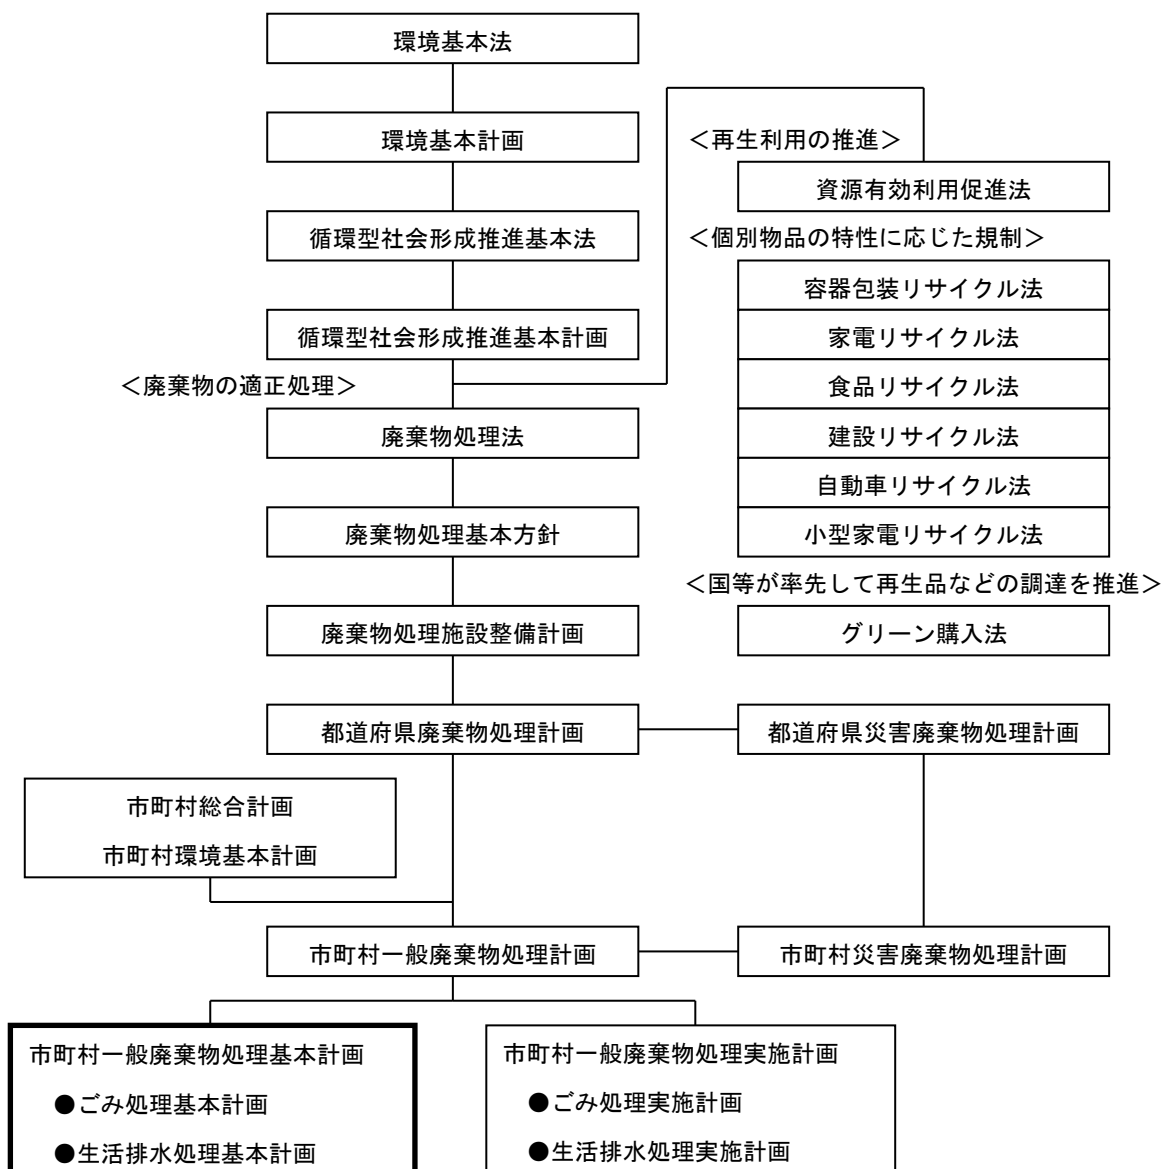 環境基本法
環境基本計画
＜再生利用の推進＞
資源有効利用促進法
循環型社会形成推進基本法
＜個別物品の特性に応じた規制＞
容器包装リサイクル法
循環型社会形成推進基本計画
家電リサイクル法
＜廃棄物の適正処理＞
食品リサイクル法
廃棄物処理法
建設リサイクル法
自動車リサイクル法
廃棄物処理基本方針
小型家電リサイクル法
＜国等が率先して再生品などの調達を推進＞
廃棄物処理施設整備計画
グリーン購入法
都道府県廃棄物処理計画
都道府県災害廃棄物処理計画
市町村総合計画
市町村環境基本計画
市町村一般廃棄物処理計画
市町村災害廃棄物処理計画
市町村一般廃棄物処理基本計画
●ごみ処理基本計画
●生活排水処理基本計画
市町村一般廃棄物処理実施計画
●ごみ処理実施計画
●生活排水処理実施計画